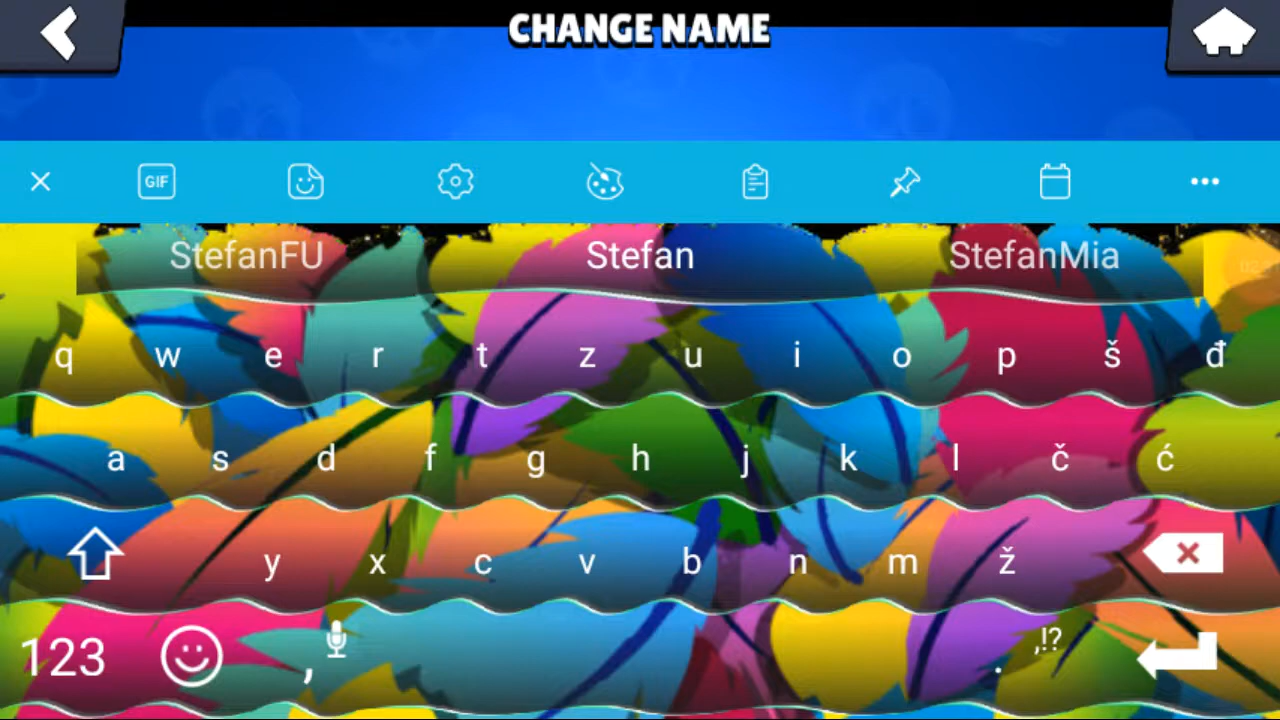 CHANGE NAME
GIF
StefanFU Stefan StefanMia
q w e r t z u i o p š đ
a s d f g h j k l č ć
y x c v b n m ž
123 , . ,!?